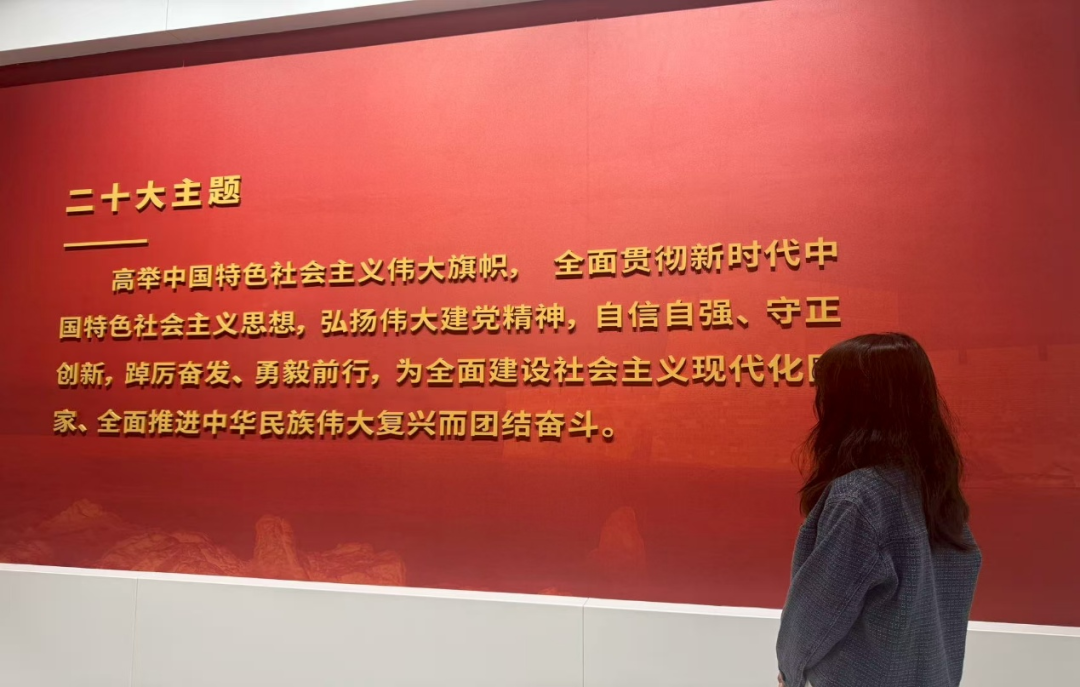 二十大主题
高举中国特色社会主义伟大旗帜，全面贯彻新时代中
国特色社会主义思想，弘扬伟大建党精神，自信自强、守正
创新，踔厉奋发、勇毅前行，为全面建设社会主义现代化国
家、全面推进中华民族伟大复兴而团结奋斗。